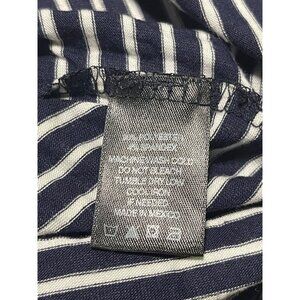 POLYESTER
4% SPANDEX
MACHINE WASH COLD
DO NOT BLEACH
TUMBLE DRY LOW
COOL IRON
IF NEEDED
MADE IN MEXICO